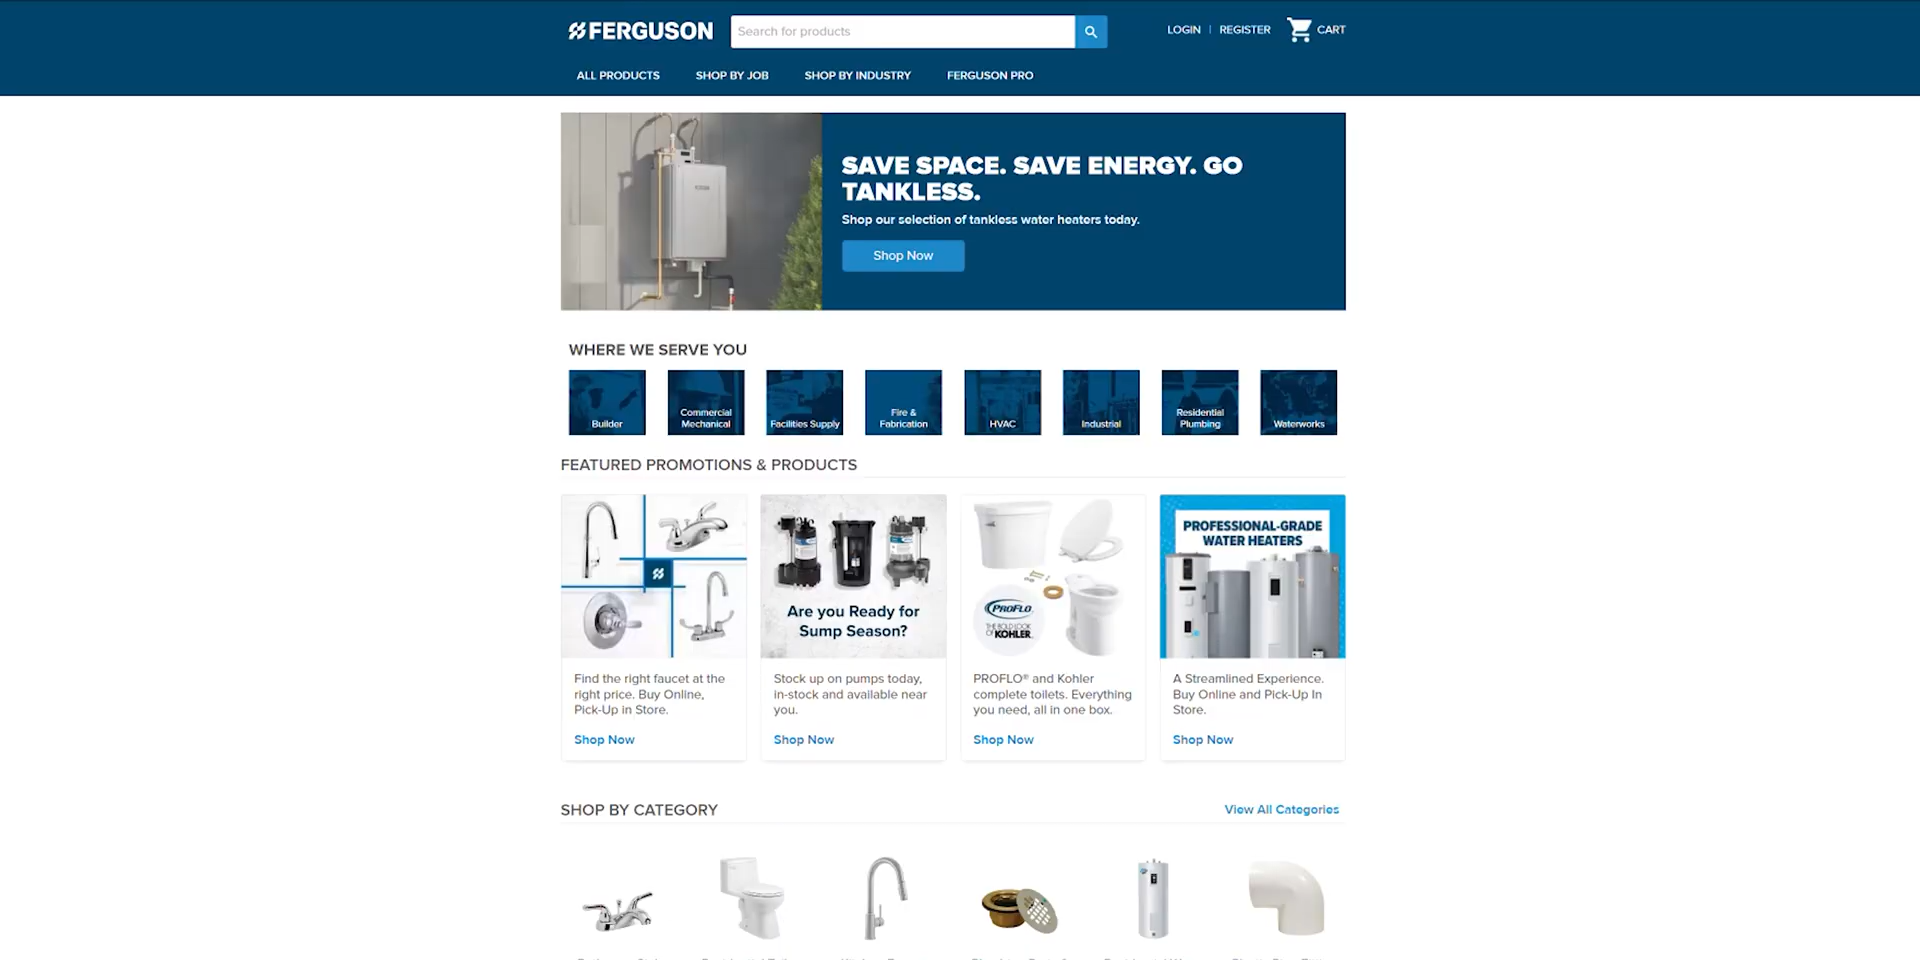 FERGUSON
Search for products
LOGIN | REGISTER
CART
ALL PRODUCTS
SHOP BY JOB
SHOP BY INDUSTRY
FERGUSON PRO
SAVE SPACE. SAVE ENERGY. GO
TANKLESS.
Shop our selection of tankless water heaters today.
Shop Now
WHERE WE SERVE YOU
Builder
Commercial
Mechanical
Facilities Supply
Fire &
Fabrication
HVAC
Industrial
Residential
Plumbing
Waterworks
FEATURED PROMOTIONS & PRODUCTS
Find the right faucet at the
right price. Buy Online,
Pick-Up in Store.
Shop Now
Are you Ready for
Sump Season?
Stock up on pumps today,
in-stock and available near
you.
Shop Now
PROFLO
THE BOLD LOOK
OF KOHLER.
PROFLO® and Kohler
complete toilets. Everything
you need, all in one box.
Shop Now
PROFESSIONAL-GRADE
WATER HEATERS
A Streamlined Experience.
Buy Online and Pick-Up In
Store.
Shop Now
SHOP BY CATEGORY
View All Categories